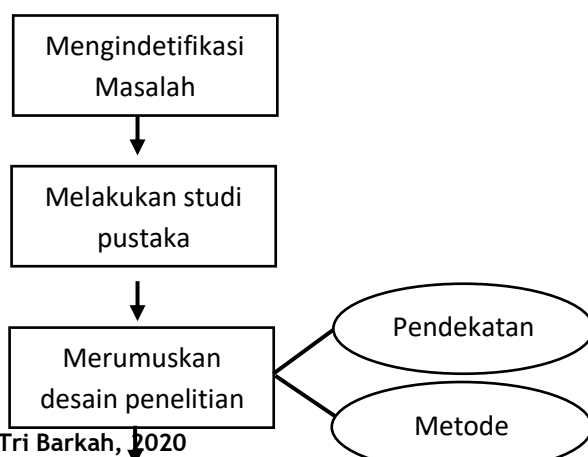 Mengindetifikasi
Masalah
Melakukan studi
pustaka
Merumuskan
desain penelitian
Pendekatan
Metode
Tri Barkah, 2020